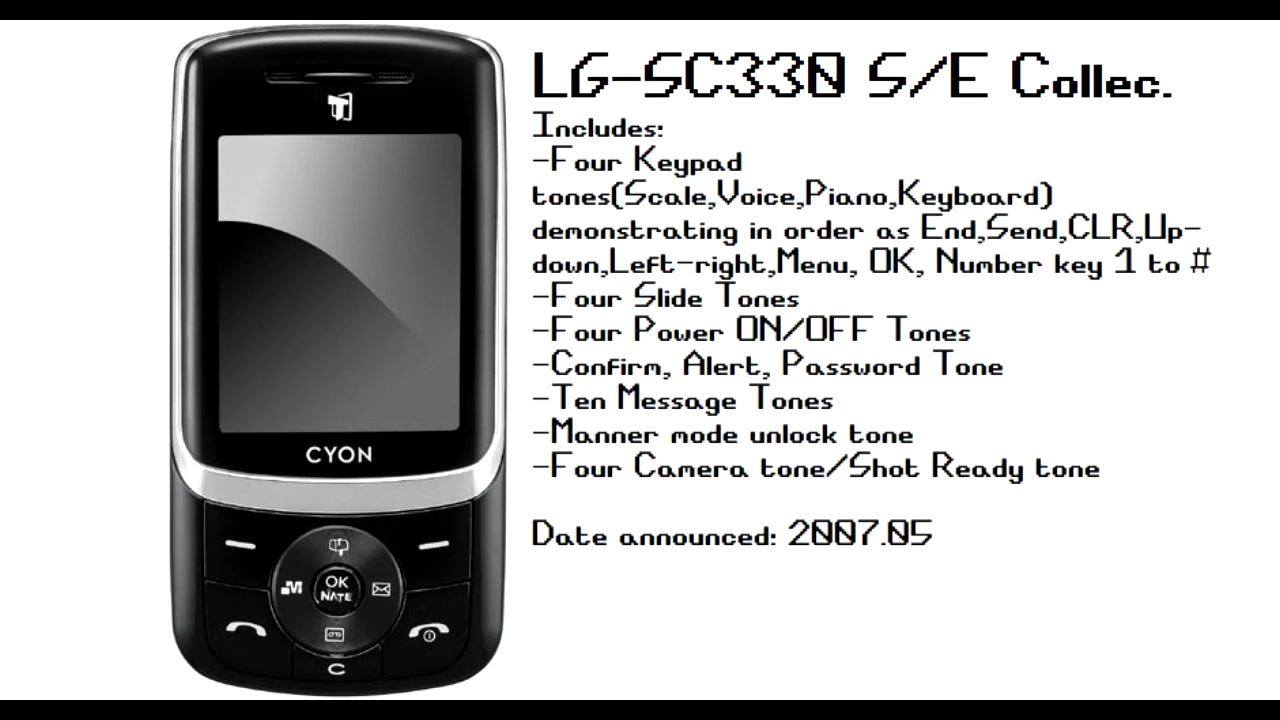 LG-SC330 S/E Collec.
Includes:
-Four Keypad
tones(Scale,Voice,Piano,Keyboard)
demonstrating in order as End,Send,CLR,Up-
down,Left-right,Menu, OK, Number key 1 to #
-Four Slide Tones
-Four Power ON/OFF Tones
-Confirm, Alert, Password Tone
-Ten Message Tones
-Manner mode unlock tone
-Four Camera tone/Shot Ready tone
Date announced: 2007.05
T
CYON
M
OK
NATE
C